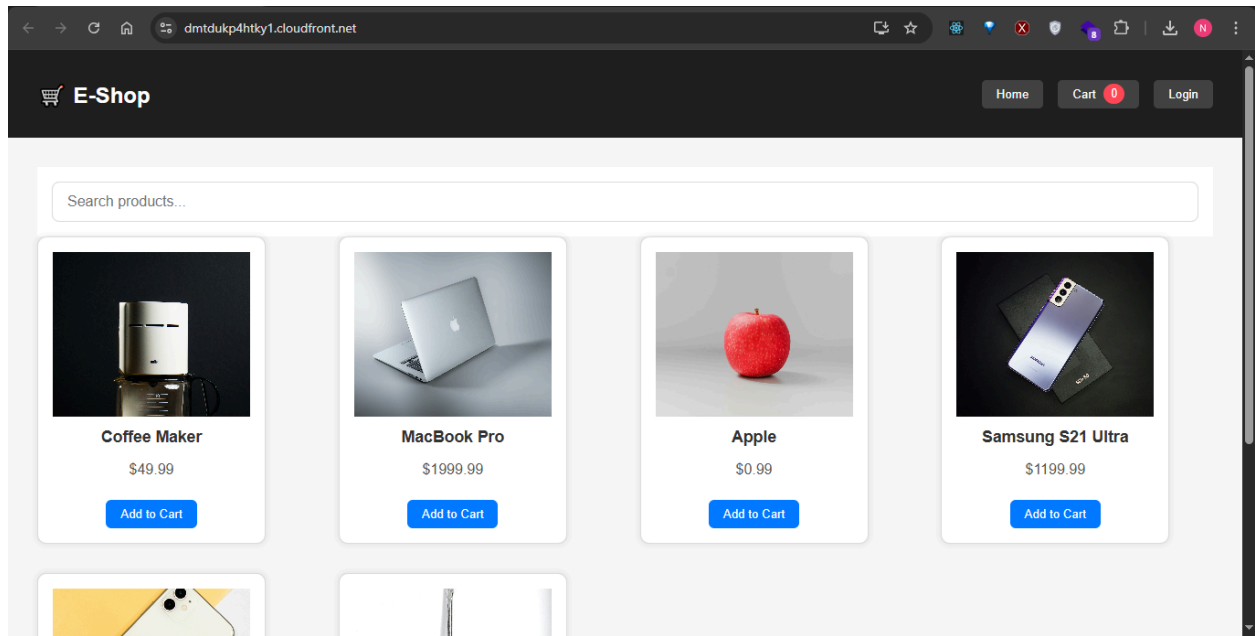 dmtdukp4htky1.cloudfront.net
8
N
E-Shop
Home
Cart 0
Login
Search products...
Coffee Maker
$49.99
Add to Cart
MacBook Pro
$1999.99
Add to Cart
Apple
$0.99
Add to Cart
Samsung S21 Ultra
$1199.99
Add to Cart